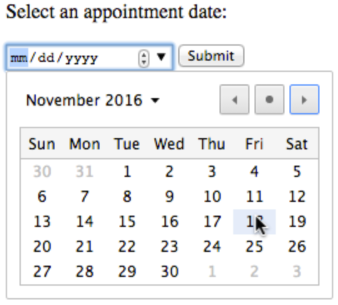 Select an appointment date:
mm/dd/yyyy Submit
November 2016
Sun Mon Tue Wed Thu Fri Sat
30 31 1 2 3 4 5
6 7 8 9 10 11 12
13 14 15 16 17 18 19
20 21 22 23 24 25 26
27 28 29 30 1 2 3